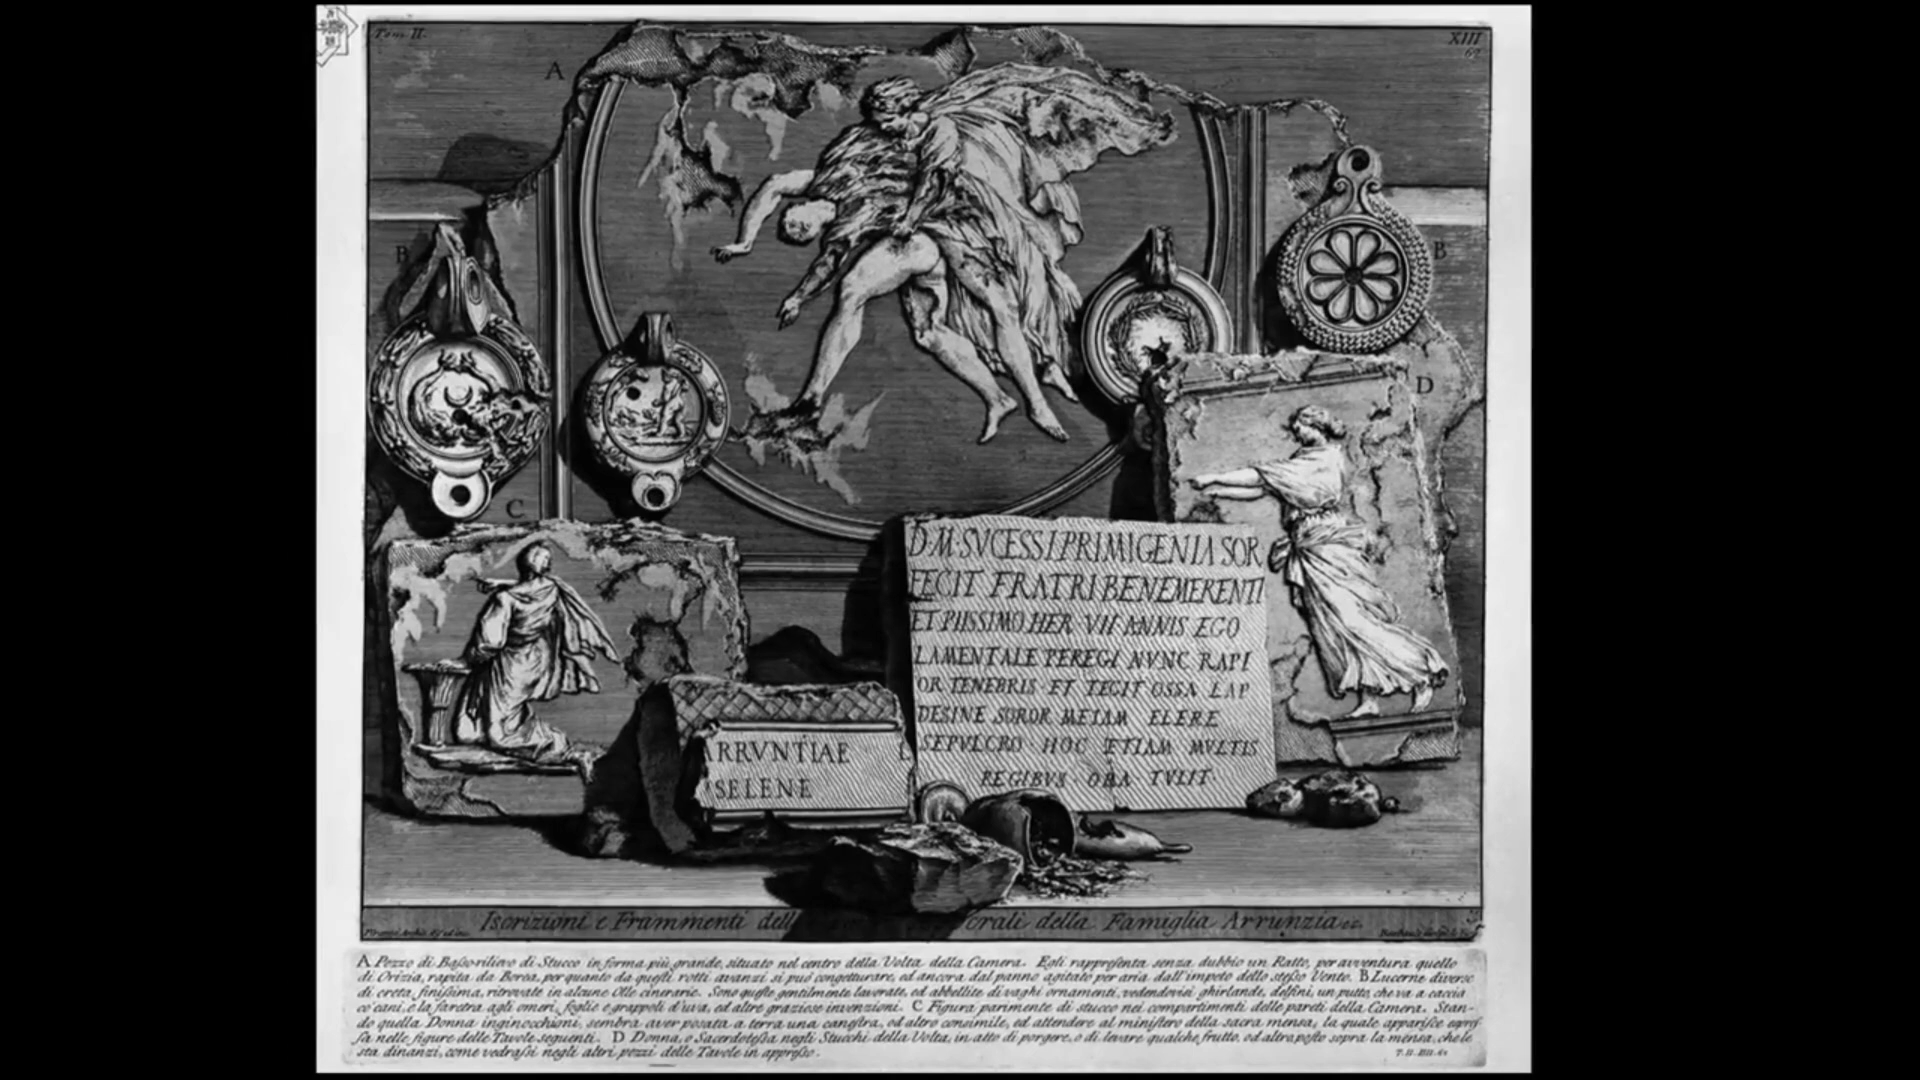 Tom. II.
XIII
A
B
B
D
C
D·M·SVCESSI PRIMIGENIA SOR
FECIT FRATRI BENEMERENTI
ET PIISSIMO HER VII ANNIS EGO
LAMENTALE PEREGI NVNC RAPI
OR TENEBRIS ET TEGIT OSSA LAP
DESINE SOROR FLERE
SEPVLCRO·HOC ETIAM MVLTIS
REGIBVS· TVLIT
ARRVNTIAE L
SELENE
Iscrizioni e Frammenti dell crali della Famiglia Arrunzia
A Pezzo di Basso-rilievo di Stucco in forma più grande, situato nel centro della Volta della Camera. Egli rappresenta senza dubbio un Ratto, per avventura quello
di Orizia, rapita da Borea, per quanto da questi rotti avanzi si può congetturare, ed ancora dal panno agitato per aria dall'impeto dello stesso Vento. B Lucerne diverse
di creta finissima, ritrovate in alcune Olle cinerarie. Sono queste gentilmente lavorate, ed abbellite di vaghi ornamenti, vedendovisi ghirlande, delfini, un putto, che va a caccia
co' cani, e la faretra agli omeri, foglie e grappoli d'uva, ed altre graziose invenzioni. C Figura parimente di stucco nei compartimenti delle pareti della Camera. Stan-
do quella Donna inginocchioni, sembra aver posata a terra una canestra, od altro consimile, ed attendere al ministero della sacra mensa, la quale apparisce espres-
sa nelle figure delle Tavole seguenti. D Donna, o Sacerdotessa negli Stucchi della Volta, in atto di porgere, o di levare qualche frutto, od altro, posto sopra la mensa, che le
sta dinanzi, come vedrassi negli altri pezzi delle Tavole in appresso.